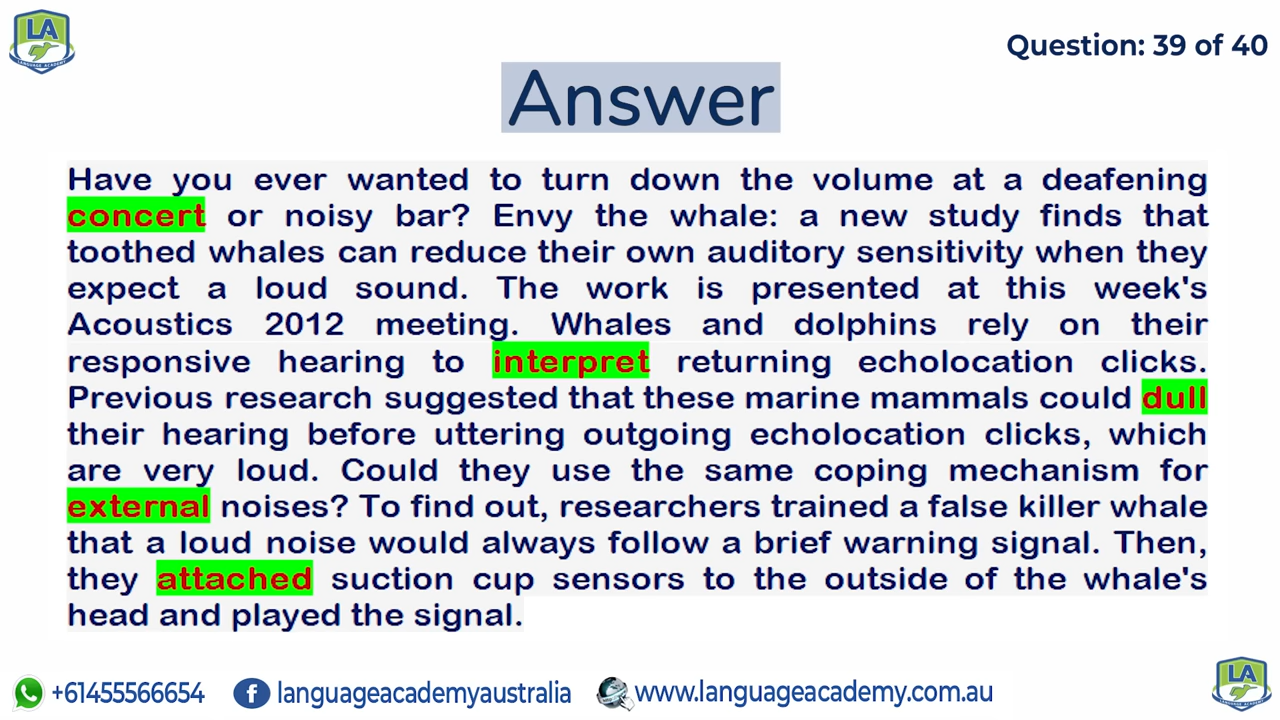 LA
LANGUAGE ACADEMY
Question: 39 of 40
Answer
Have you ever wanted to turn down the volume at a deafening
concert or noisy bar? Envy the whale: a new study finds that
toothed whales can reduce their own auditory sensitivity when they
expect a loud sound. The work is presented at this week's
Acoustics 2012 meeting. Whales and dolphins rely on their
responsive hearing to interpret returning echolocation clicks.
Previous research suggested that these marine mammals could dull
their hearing before uttering outgoing echolocation clicks, which
are very loud. Could they use the same coping mechanism for
external noises? To find out, researchers trained a false killer whale
that a loud noise would always follow a brief warning signal. Then,
they attached suction cup sensors to the outside of the whale's
head and played the signal.
+61455566654
languageacademyaustralia
www.languageacademy.com.au
LA
LANGUAGE ACADEMY